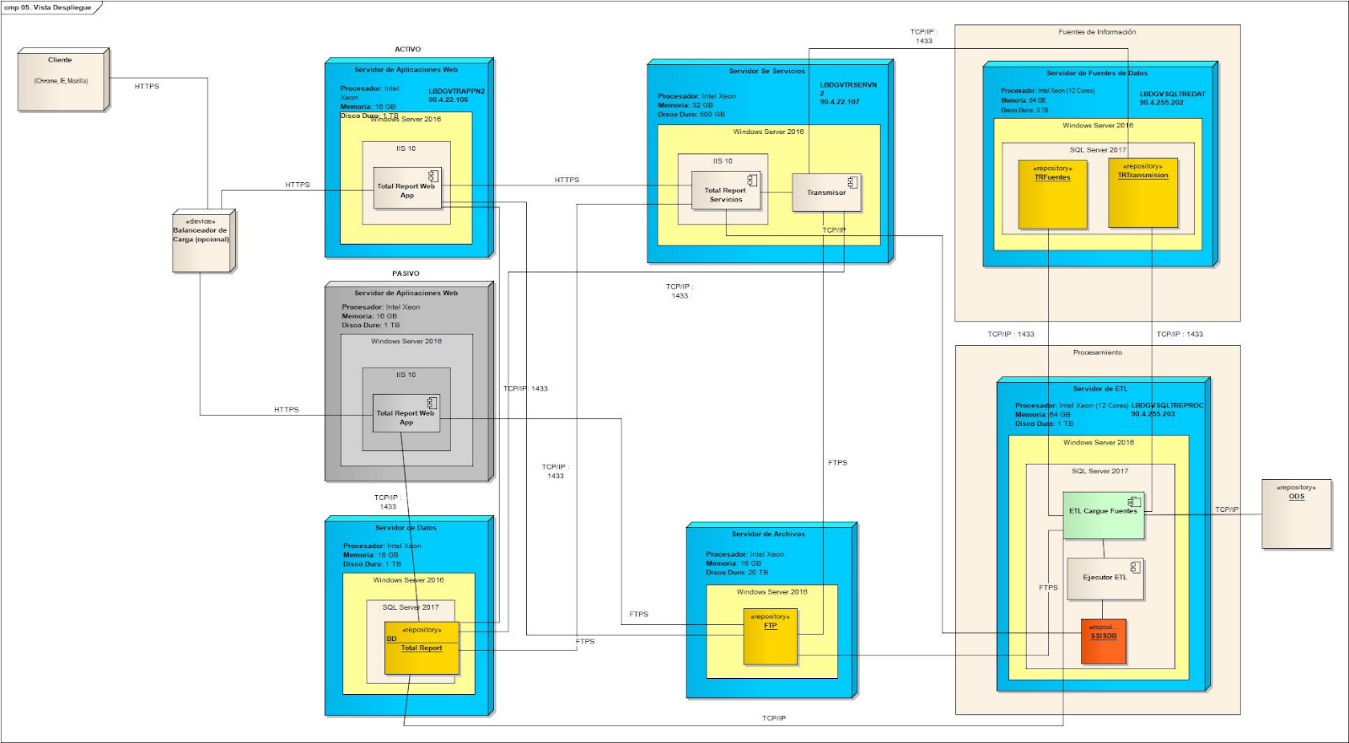 cmp 05. Vista Despliegue
Cliente
(Chrome, IE, Mozilla)
HTTPS
«device»
Balanceador de
Carga (opcional)
HTTPS
HTTPS
ACTIVO
Servidor de Aplicaciones Web
Procesador: Intel
Xeon
Memoria: 16 GB
Disco Duro: 1 TB
LBDGVTRAPPN2
90.4.22.106
Windows Server 2016
IIS 10
Total Report Web
App
HTTPS
PASIVO
Servidor de Aplicaciones Web
Procesador: Intel Xeon
Memoria: 16 GB
Disco Duro: 1 TB
Windows Server 2016
IIS 10
Total Report Web
App
TCP/IP: 1433
TCP/IP :
1433
TCP/IP :
1433
Servidor de Datos
Procesador: Intel Xeon
Memoria: 16 GB
Disco Duro: 1 TB
Windows Server 2016
SQL Server 2017
«repository»
BD
Total Report
Servidor Se Servicios
Procesador: Intel Xeon
Memoria: 32 GB
Disco Duro: 500 GB
LBDGVTRSERVN
2
90.4.22.107
Windows Server 2016
IIS 10
Total Report
Servicios
Transmisor
TCP/IP
TCP/IP :
1433
TCP/IP :
1433
FTPS
FTPS
FTPS
Servidor de Archivos
Procesador: Intel Xeon
Memoria: 16 GB
Disco Duro: 20 TB
Windows Server 2016
«repository»
FTP
TCP/IP
Fuentes de Información
Servidor de Fuentes de Datos
Procesador: Intel Xeon (12 Cores)
Memoria: 64 GB
Disco Duro: 3 TB
LBDGVSQLTREDAT
90.4.255.202
Windows Server 2016
SQL Server 2017
«repository»
TRFuentes
«repository»
TRTransmision
TCP/IP : 1433
TCP/IP : 1433
Procesamiento
Servidor de ETL
Procesador: Intel Xeon (12 Cores)
Memoria: 64 GB
Disco Duro: 1 TB
LBDGVSQLTREPROC
90.4.255.203
Windows Server 2016
SQL Server 2017
ETL Cargue Fuentes
Ejecutor ETL
FTPS
«reposi...
SSISDB
TCP/IP
«repository»
ODS